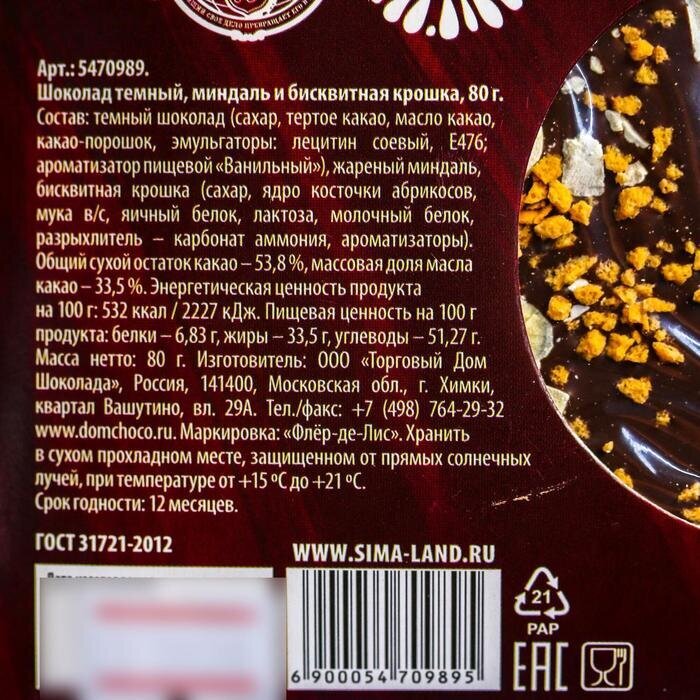 СВОЕ ДЕЛО ПРЕВРАЩАЕТ ЕГО В
Арт.: 5470989.
Шоколад темный, миндаль и бисквитная крошка, 80 г.
Состав: темный шоколад (сахар, тертое какао, масло какао,
какао-порошок, эмульгаторы: лецитин соевый, Е476;
ароматизатор пищевой «Ванильный»), жареный миндаль,
бисквитная крошка (сахар, ядро косточки абрикосов,
мука в/с, яичный белок, лактоза, молочный белок,
разрыхлитель – карбонат аммония, ароматизаторы).
Общий сухой остаток какао – 53,8 %, массовая доля масла
какао – 33,5 %. Энергетическая ценность продукта
на 100 г: 532 ккал / 2227 кДж. Пищевая ценность на 100 г
продукта: белки – 6,83 г, жиры – 33,5 г, углеводы – 51,27 г.
Масса нетто: 80 г. Изготовитель: ООО «Торговый Дом
Шоколада», Россия, 141400, Московская обл., г. Химки,
квартал Вашутино, вл. 29А. Тел./факс: +7 (498) 764-29-32
www.domchoco.ru. Маркировка: «Флёр-де-Лис». Хранить
в сухом прохладном месте, защищенном от прямых солнечных
лучей, при температуре от +15 ºС до +21 ºС.
Срок годности: 12 месяцев.
ГОСТ 31721-2012
WWW.SIMA-LAND.RU
6 900054 709895
21
PAP
EAC